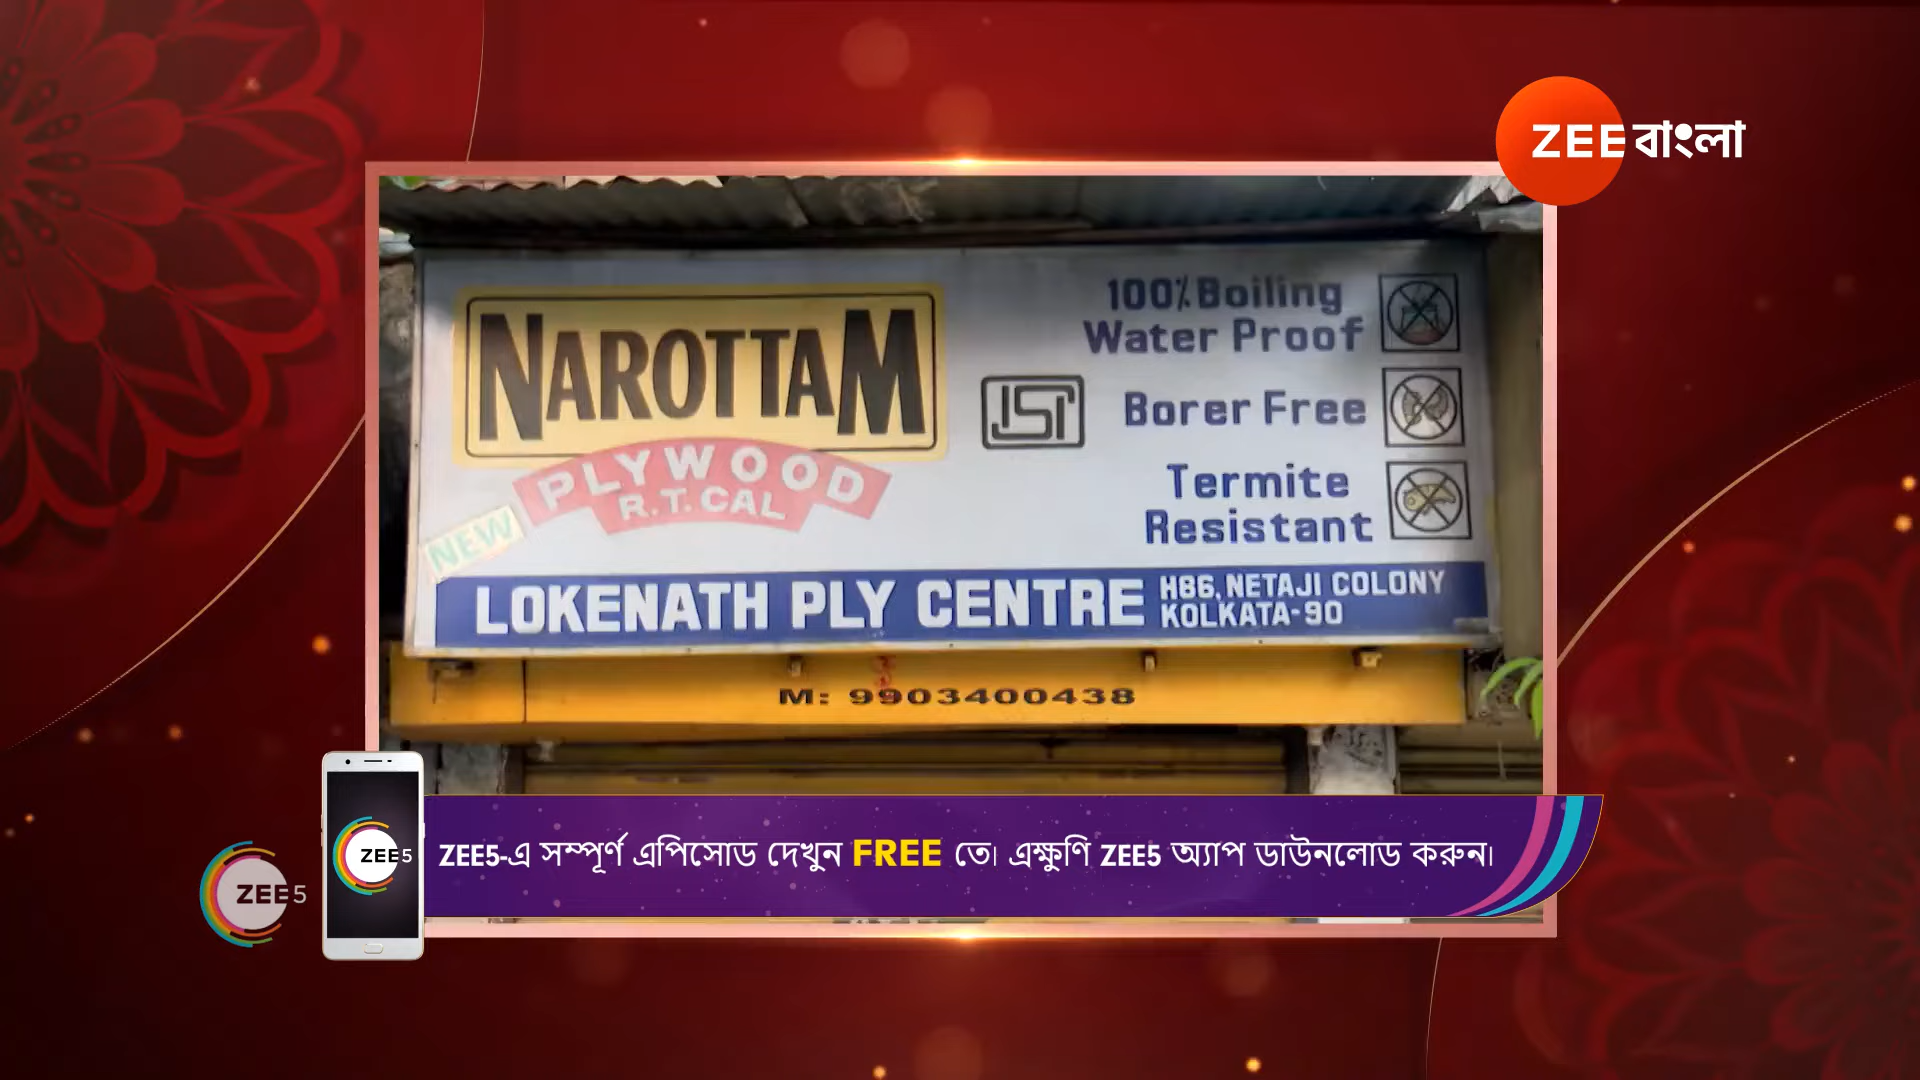 ZEE বাংলা
NAROTTAM
PLYWOOD
R.T. CAL
NEW
ISI
100% Boiling
Water Proof
Borer Free
Termite
Resistant
LOKENATH PLY CENTRE
H86, NETAJI COLONY
KOLKATA-90
M: 9903400438
ZEE5
ZEE5
ZEE5-এ সম্পূর্ণ এপিসোড দেখুন FREE তে। এক্ষুণি ZEE5 অ্যাপ ডাউনলোড করুন।